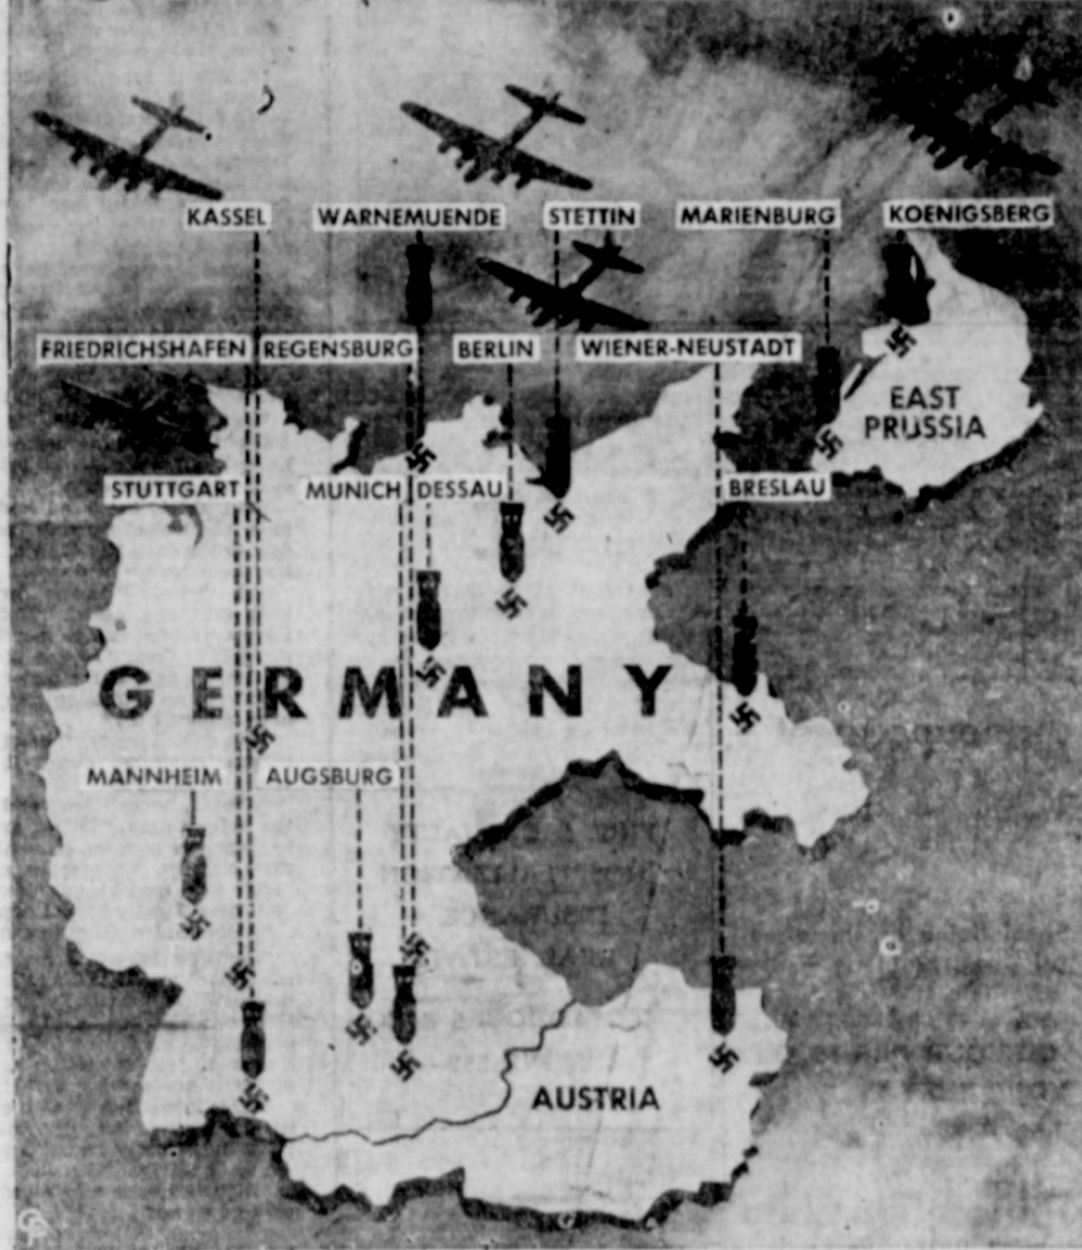 KASSEL
WARNEMUENDE
STETTIN
MARIENBURG
KOENIGSBERG
FRIEDRICHSHAFEN
REGENSBURG
BERLIN
WIENER-NEUSTADT
EAST
PRUSSIA
STUTTGART
MUNICH
DESSAU
BRESLAU
GERMANY
MANNHEIM
AUGSBURG
AUSTRIA